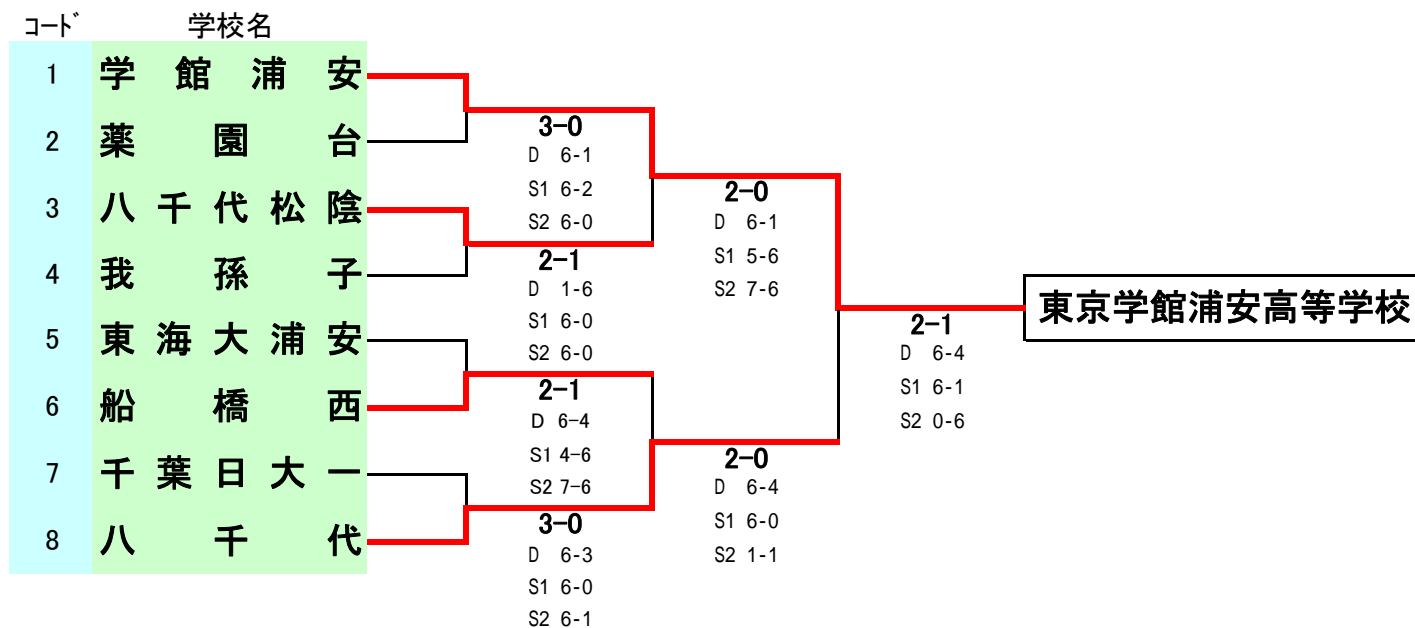 コード 学校名
1 学館浦安
2 薬園台
3 八千代松陰
4 我孫子
5 東海大浦安
6 船橋西
7 千葉日大一
8 八千代
3-0
D 6-1
S1 6-2
S2 6-0
2-1
D 1-6
S1 6-0
S2 6-0
2-1
D 6-4
S1 4-6
S2 7-6
3-0
D 6-3
S1 6-0
S2 6-1
2-0
D 6-1
S1 5-6
S2 7-6
2-0
D 6-4
S1 6-0
S2 1-1
2-1
D 6-4
S1 6-1
S2 0-6
東京学館浦安高等学校